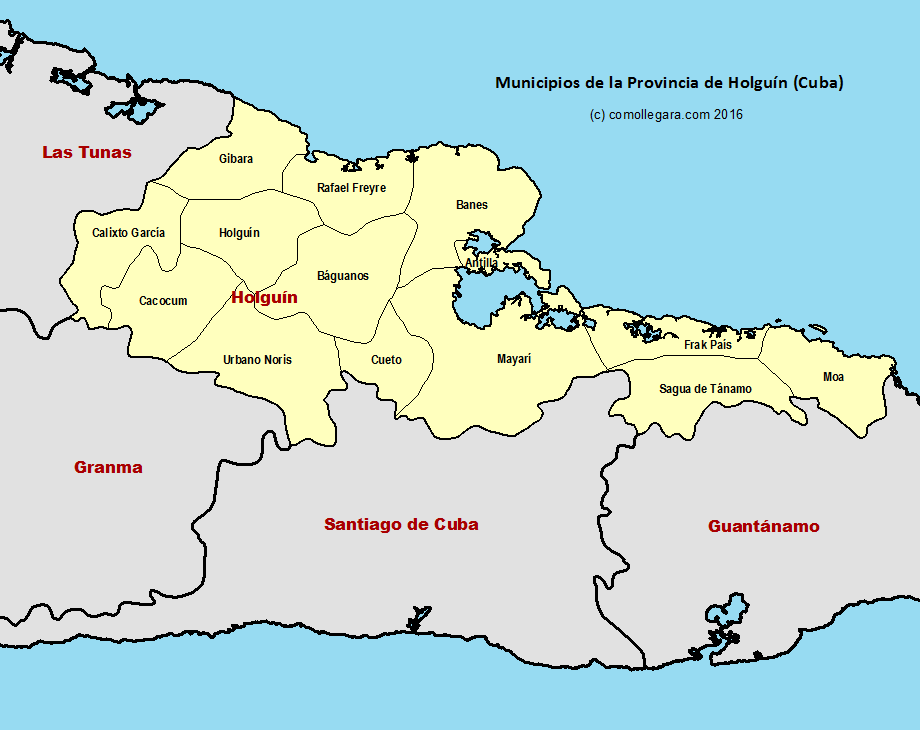 Municipios de la Provincia de Holguín (Cuba)
(c) comollegara.com 2016
Las Tunas
Gibara
Rafael Freyre
Banes
Calixto García
Holguín
Antilla
Báguanos
Cacocum
Holguín
Urbano Noris
Cueto
Mayarí
Frak País
Sagua de Tánamo
Moa
Granma
Santiago de Cuba
Guantánamo